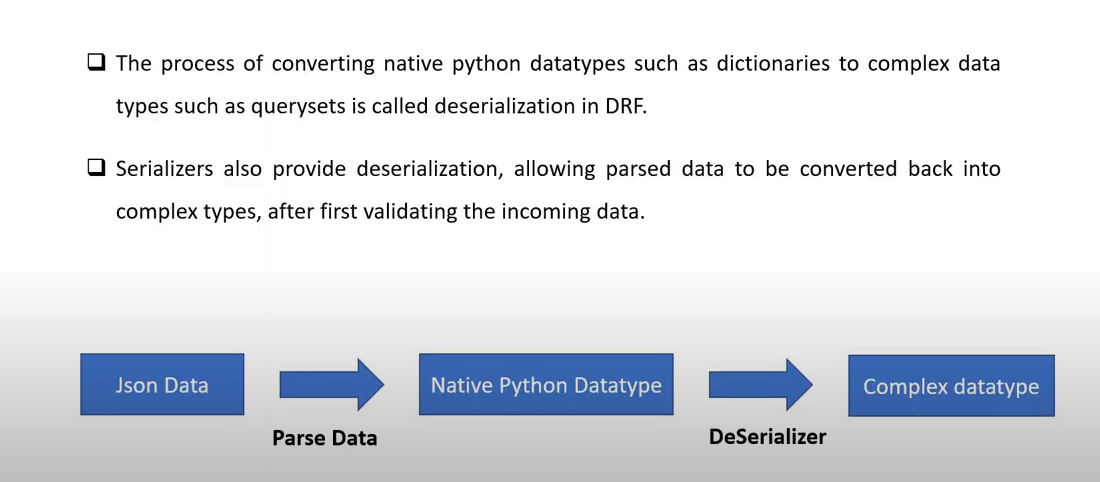 ❑ The process of converting native python datatypes such as dictionaries to complex data
types such as querysets is called deserialization in DRF.
❑ Serializers also provide deserialization, allowing parsed data to be converted back into
complex types, after first validating the incoming data.
Json Data
Native Python Datatype
Complex datatype
Parse Data
DeSerializer